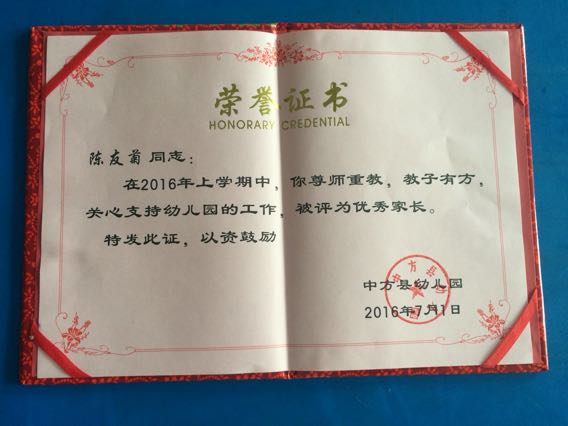 荣誉证书
HONORARY CREDENTIAL
陈友菊 同志：
在2016年上学期中，你尊师重教，教子有方，
关心支持幼儿园的工作，被评为优秀家长。
特发此证，以资鼓励
中方县幼儿园
2016年7月1日